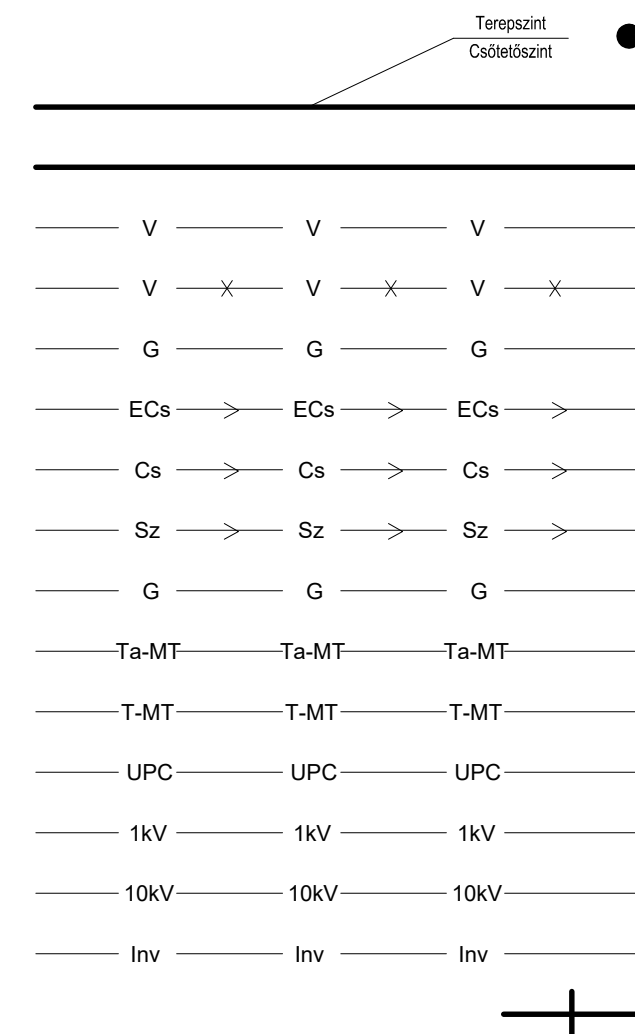 Terepszint
Csőtetőszint
V V V
V V V
G G G
ECs ECs ECs
Cs Cs Cs
Sz Sz Sz
G G G
Ta-MT Ta-MT Ta-MT
T-MT T-MT T-MT
UPC UPC UPC
1kV 1kV 1kV
10kV 10kV 10kV
Inv Inv Inv